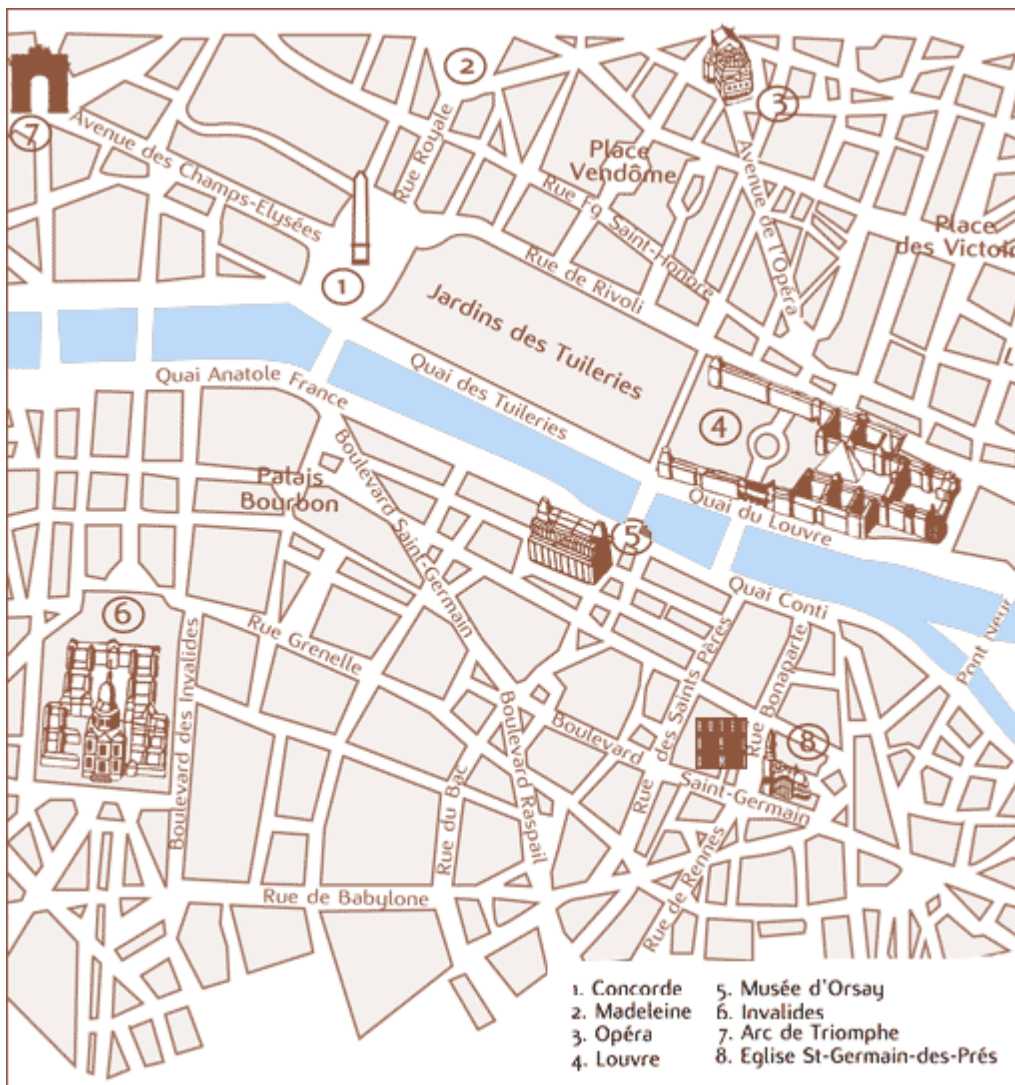 2
3
7
Avenue des Champs-Elysées
Rue Rouale
Place
Vendôme
Avenue de l'Opéra
Rue Fg. Saint-Honore
Place
des Victoi
1
Rue de Rivoli
Jardins des Tuileries
L
Quai Anatole France
Quai des Tuileries
4
Boulevard Saint-Germain
Palais
Bourbon
Quai du Louvre
5
Quai Conti
6
Rue Grenelle
Boulevard des Invalides
Pont Neuf
Rue des Saints Pères
Rue Bonaparte
Boulevard Saint-Germain
8
Boulevard Raspail
Rue du Bac
Rue de Rennes
Rue de Babylone
1. Concorde
2. Madeleine
3. Opéra
4. Louvre
5. Musée d'Orsay
6. Invalides
7. Arc de Triomphe
8. Eglise St-Germain-des-Prés